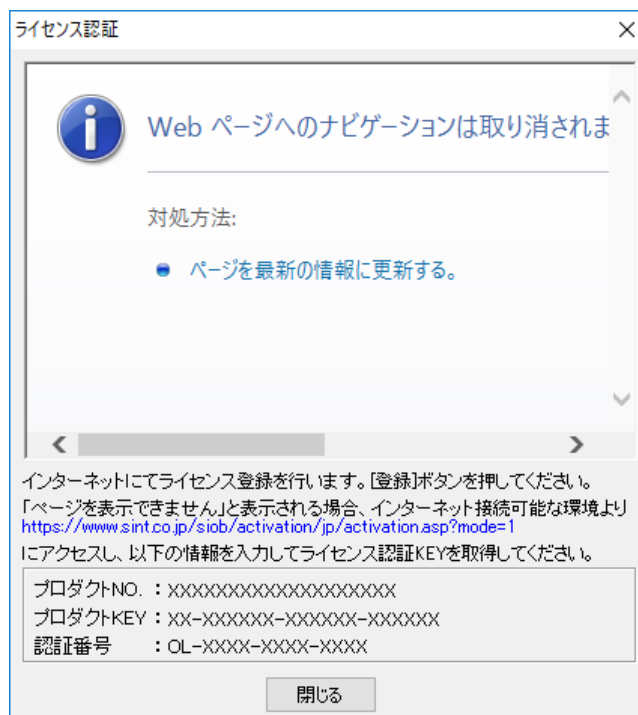 ライセンス認証
Web ページへのナビゲーションは取り消されま
対処方法:
ページを最新の情報に更新する。
インターネットにてライセンス登録を行います。[登録]ボタンを押してください。
「ページを表示できません」と表示される場合、インターネット接続可能な環境より
https://www.sint.co.jp/siob/activation/jp/activation.asp?mode=1
にアクセスし、以下の情報を入力してライセンス認証KEYを取得してください。
プロダクトNO. : XXXXXXXXXXXXXXXXXXXX
プロダクトKEY : XX-XXXXXX-XXXXXX-XXXXXX
認証番号 : OL-XXXX-XXXX-XXXX
閉じる